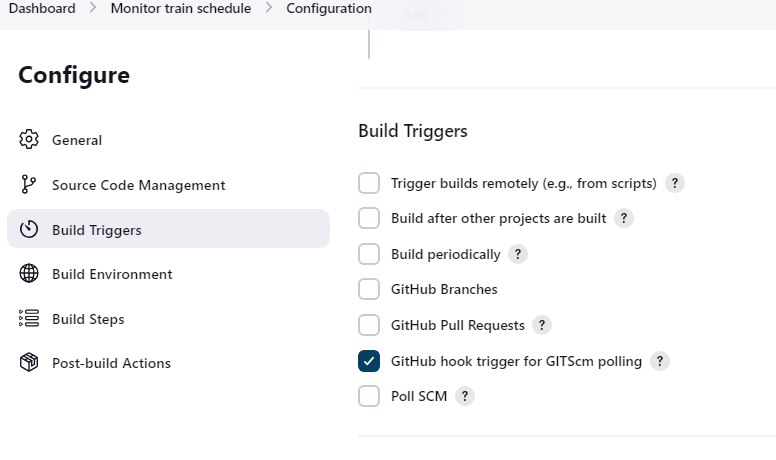 Dashboard > Monitor train schedule > Configuration
Add
Configure
General
Source Code Management
Build Triggers
Build Environment
Build Steps
Post-build Actions
Build Triggers
Trigger builds remotely (e.g., from scripts) ?
Build after other projects are built ?
Build periodically ?
GitHub Branches
GitHub Pull Requests ?
GitHub hook trigger for GITScm polling ?
Poll SCM ?